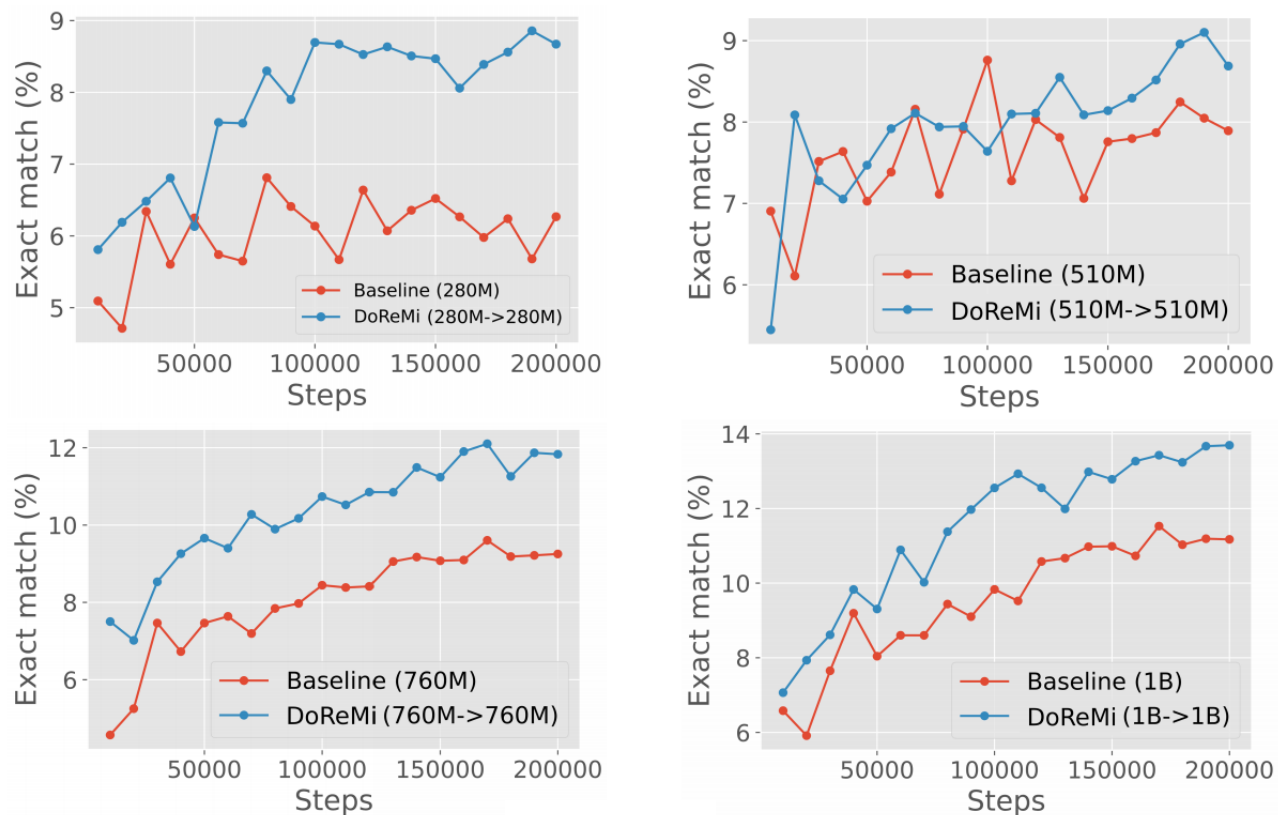 Exact match (%)
9
8
7
6
5
Baseline (280M)
DoReMi (280M->280M)
50000 100000 150000 200000
Steps
Exact match (%)
9
8
7
6
Baseline (510M)
DoReMi (510M->510M)
50000 100000 150000 200000
Steps
Exact match (%)
12
10
8
6
Baseline (760M)
DoReMi (760M->760M)
50000 100000 150000 200000
Steps
Exact match (%)
14
12
10
8
6
Baseline (1B)
DoReMi (1B->1B)
50000 100000 150000 200000
Steps